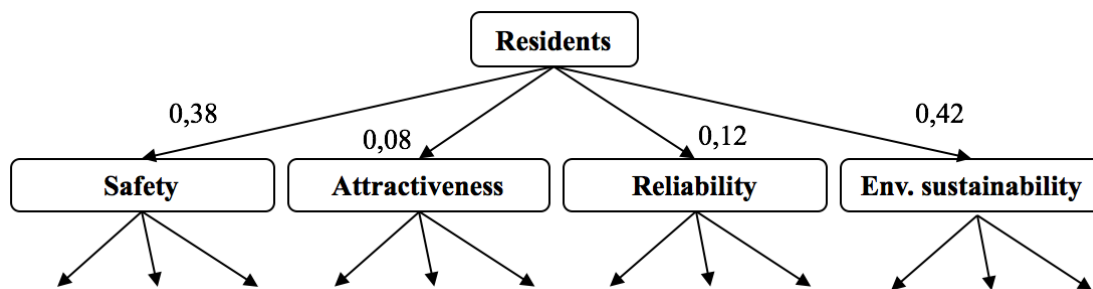 Residents
0,38
0,08
0,12
0,42
Safety
Attractiveness
Reliability
Env. sustainability